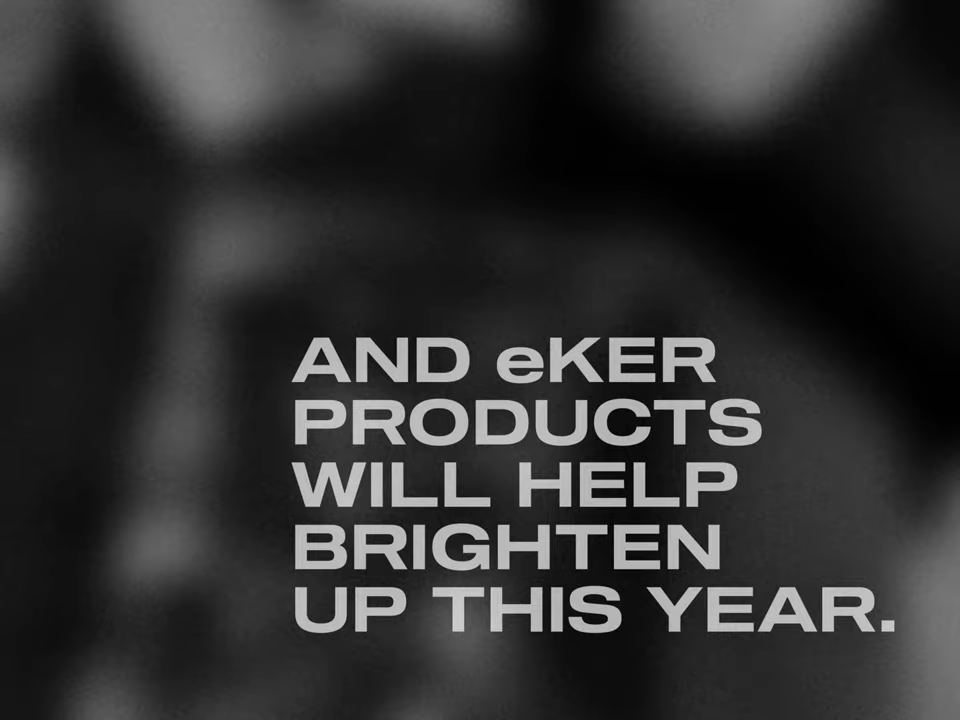 AND eKER
PRODUCTS
WILL HELP
BRIGHTEN
UP THIS YEAR.